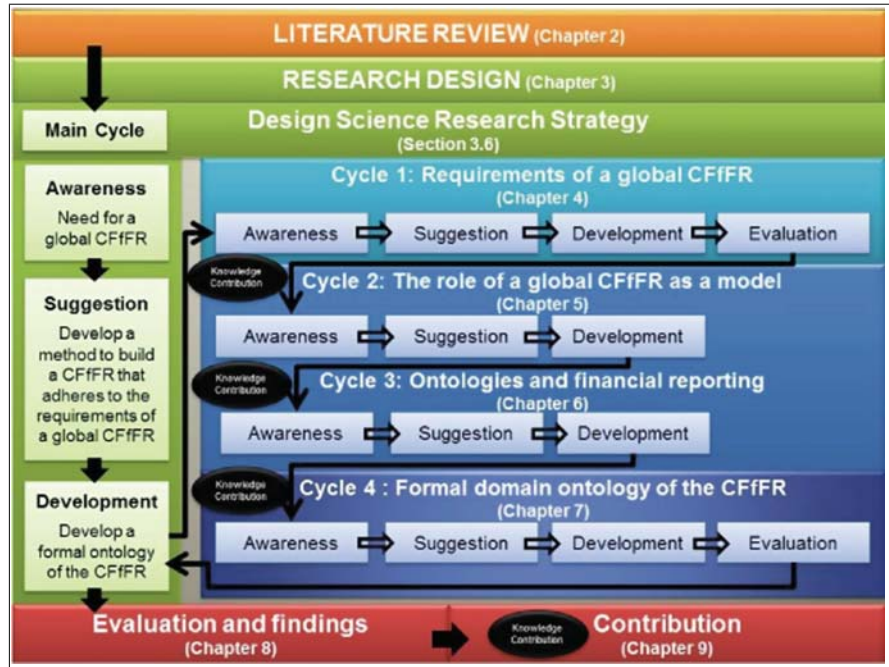 LITERATURE REVIEW (Chapter 2)
RESEARCH DESIGN (Chapter 3)
Main Cycle
Design Science Research Strategy
(Section 3.6)
Awareness
Need for a
global CFfFR
Suggestion
Develop a
method to build
a CFfFR that
adheres to the
requirements of
a global CFfFR
Development
Develop a
formal ontology
of the CFfFR
Cycle 1: Requirements of a global CFfFR
(Chapter 4)
Awareness
Suggestion
Development
Evaluation
Knowledge
Contribution
Cycle 2: The role of a global CFfFR as a model
(Chapter 5)
Awareness
Suggestion
Development
Knowledge
Contribution
Cycle 3: Ontologies and financial reporting
(Chapter 6)
Awareness
Suggestion
Development
Knowledge
Contribution
Cycle 4 : Formal domain ontology of the CFfFR
(Chapter 7)
Awareness
Suggestion
Development
Evaluation
Evaluation and findings
(Chapter 8)
Knowledge
Contribution
Contribution
(Chapter 9)